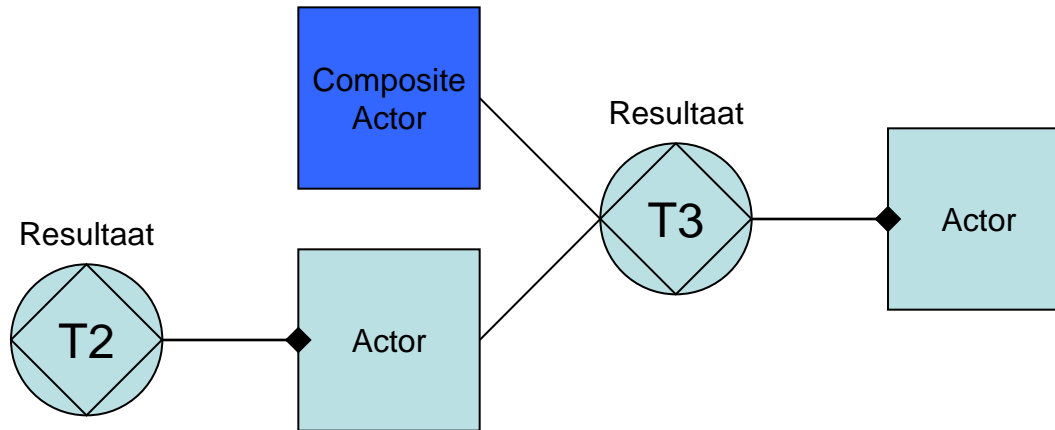 Composite
Actor
Resultaat
T3
Actor
Resultaat
T2
Actor